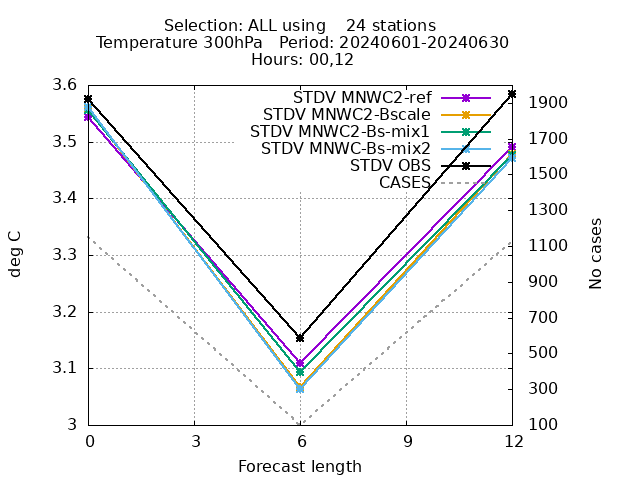 Selection: ALL using    24 stations
Temperature 300hPa   Period: 20240601-20240630
Hours: 00,12
STDV MNWC2-ref
STDV MNWC2-Bscale
STDV MNWC2-Bs-mix1
STDV MNWC-Bs-mix2
STDV OBS
CASES
3.6
3.5
3.4
3.3
3.2
3.1
3
deg C
1900
1700
1500
1300
1100
900
700
500
300
100
No cases
0 3 6 9 12
Forecast length